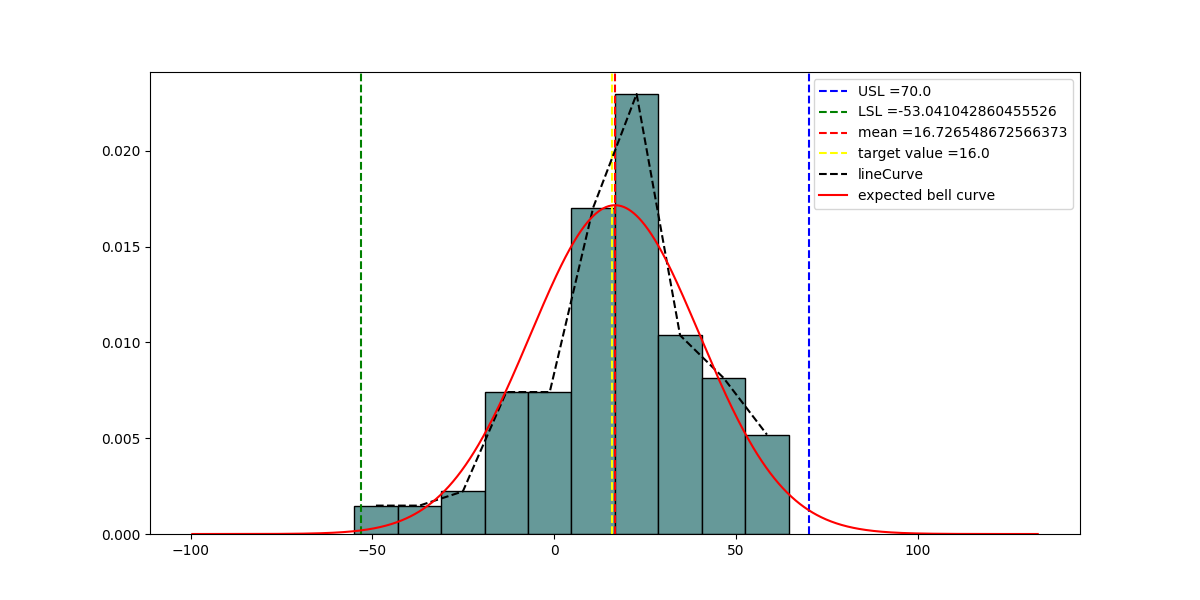 USL =70.0
LSL =-53.041042860455526
mean =16.726548672566373
target value =16.0
lineCurve
expected bell curve
0.020
0.015
0.010
0.005
0.000
−100
−50
0
50
100